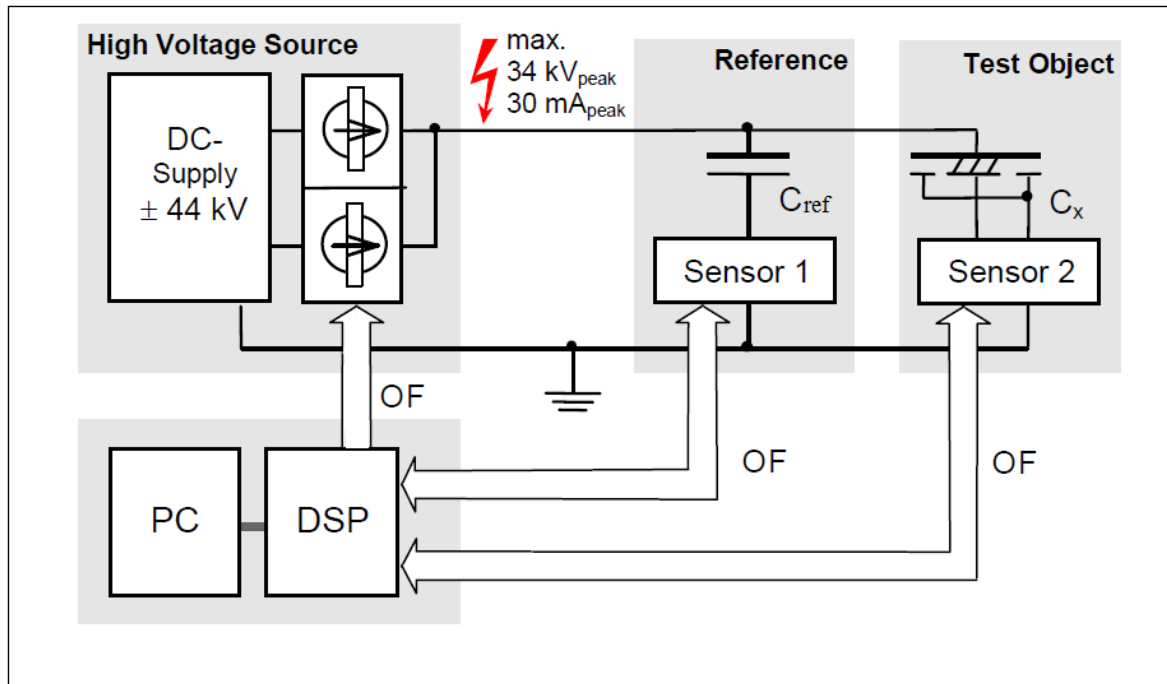 High Voltage Source
DC-
Supply
± 44 kV
max.
34 kVpeak
30 mApeak
Reference
Cref
Sensor 1
Test Object
Cx
Sensor 2
OF
OF
OF
PC
DSP